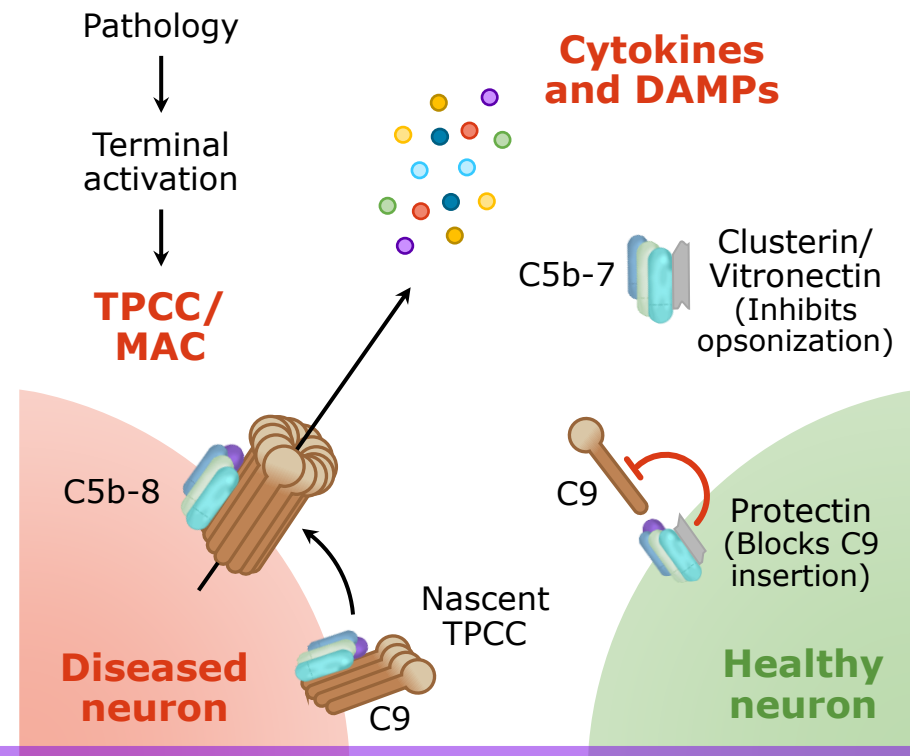 Pathology
Terminal
activation
TPCC/
MAC
Cytokines
and DAMPs
C5b-7
Clusterin/
Vitronectin
(Inhibits
opsonization)
C5b-8
C9
Protectin
(Blocks C9
insertion)
Nascent
TPCC
C9
Diseased
neuron
Healthy
neuron